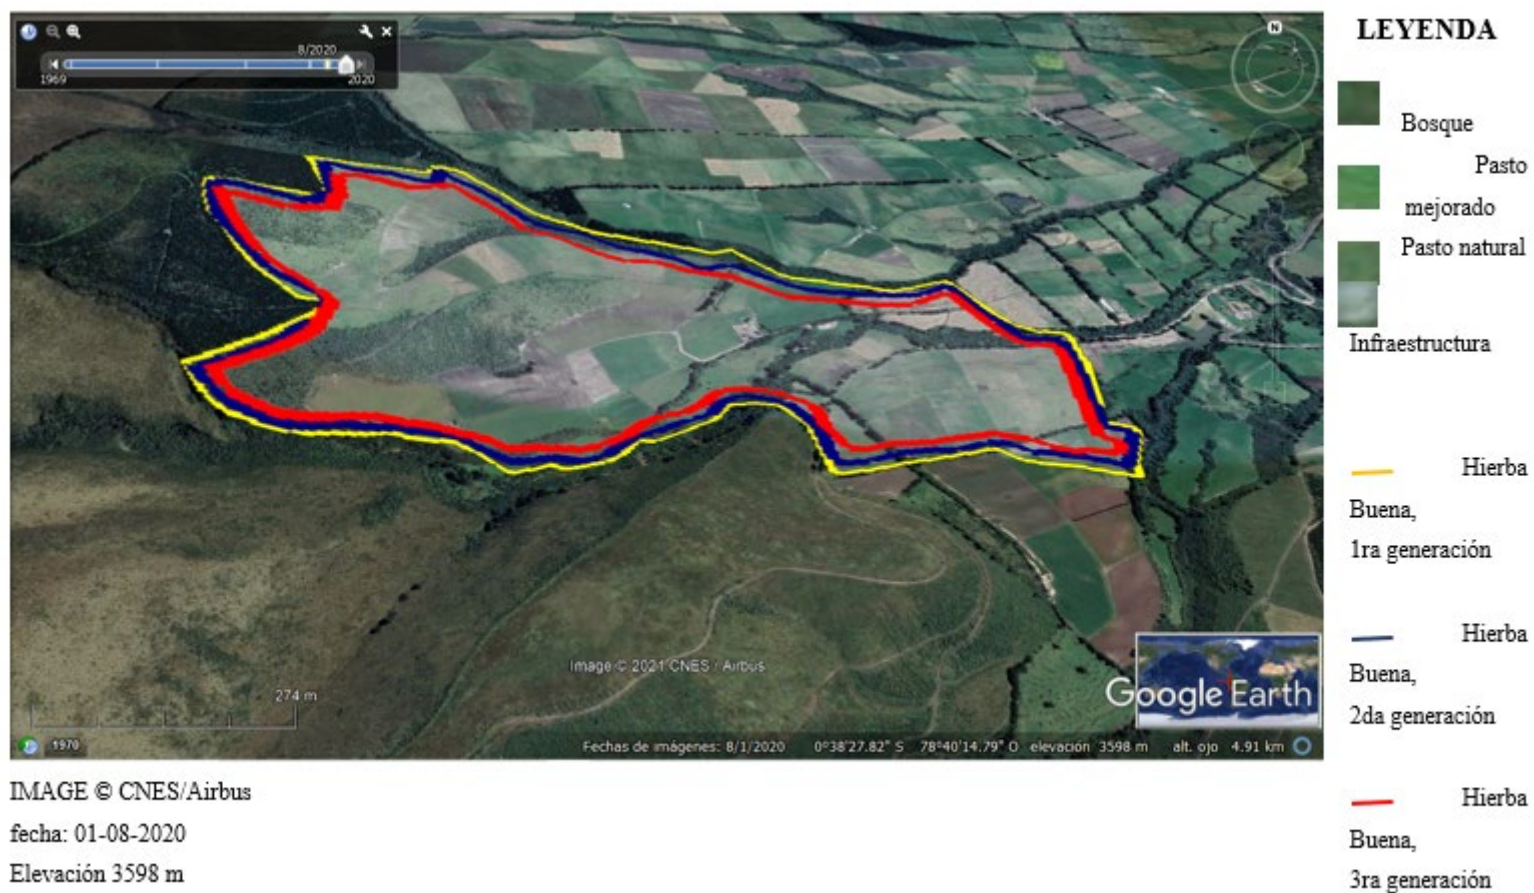 8/2020
1969
2020
N
Image © 2021 CNES / Airbus
274 m
Google Earth
1970
Fechas de imágenes: 8/1/2020 0°38'27.82" S 78°40'14.79" O elevación 3598 m alt. ojo 4.91 km
IMAGE © CNES/Airbus
fecha: 01-08-2020
Elevación 3598 m
LEYENDA
Bosque
Pasto
mejorado
Pasto natural
Infraestructura
Hierba
Buena,
1ra generación
Hierba
Buena,
2da generación
Hierba
Buena,
3ra generación